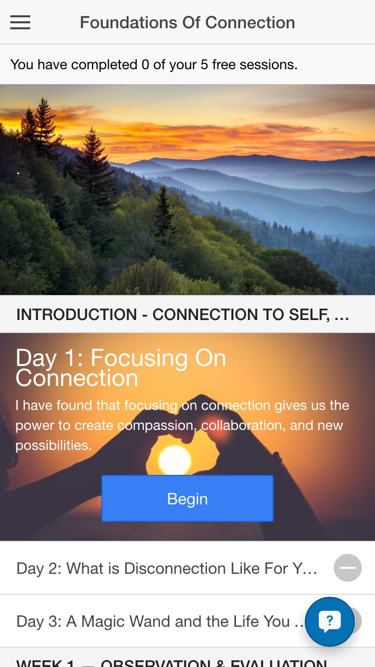 Foundations Of Connection
You have completed 0 of your 5 free sessions.
INTRODUCTION - CONNECTION TO SELF, ...
Day 1: Focusing On
Connection
I have found that focusing on connection gives us the
power to create compassion, collaboration, and new
possibilities.
Begin
Day 2: What is Disconnection Like For Y...
Day 3: A Magic Wand and the Life You ...
?
WEEK 1 — OBSERVATION & EVALUATION